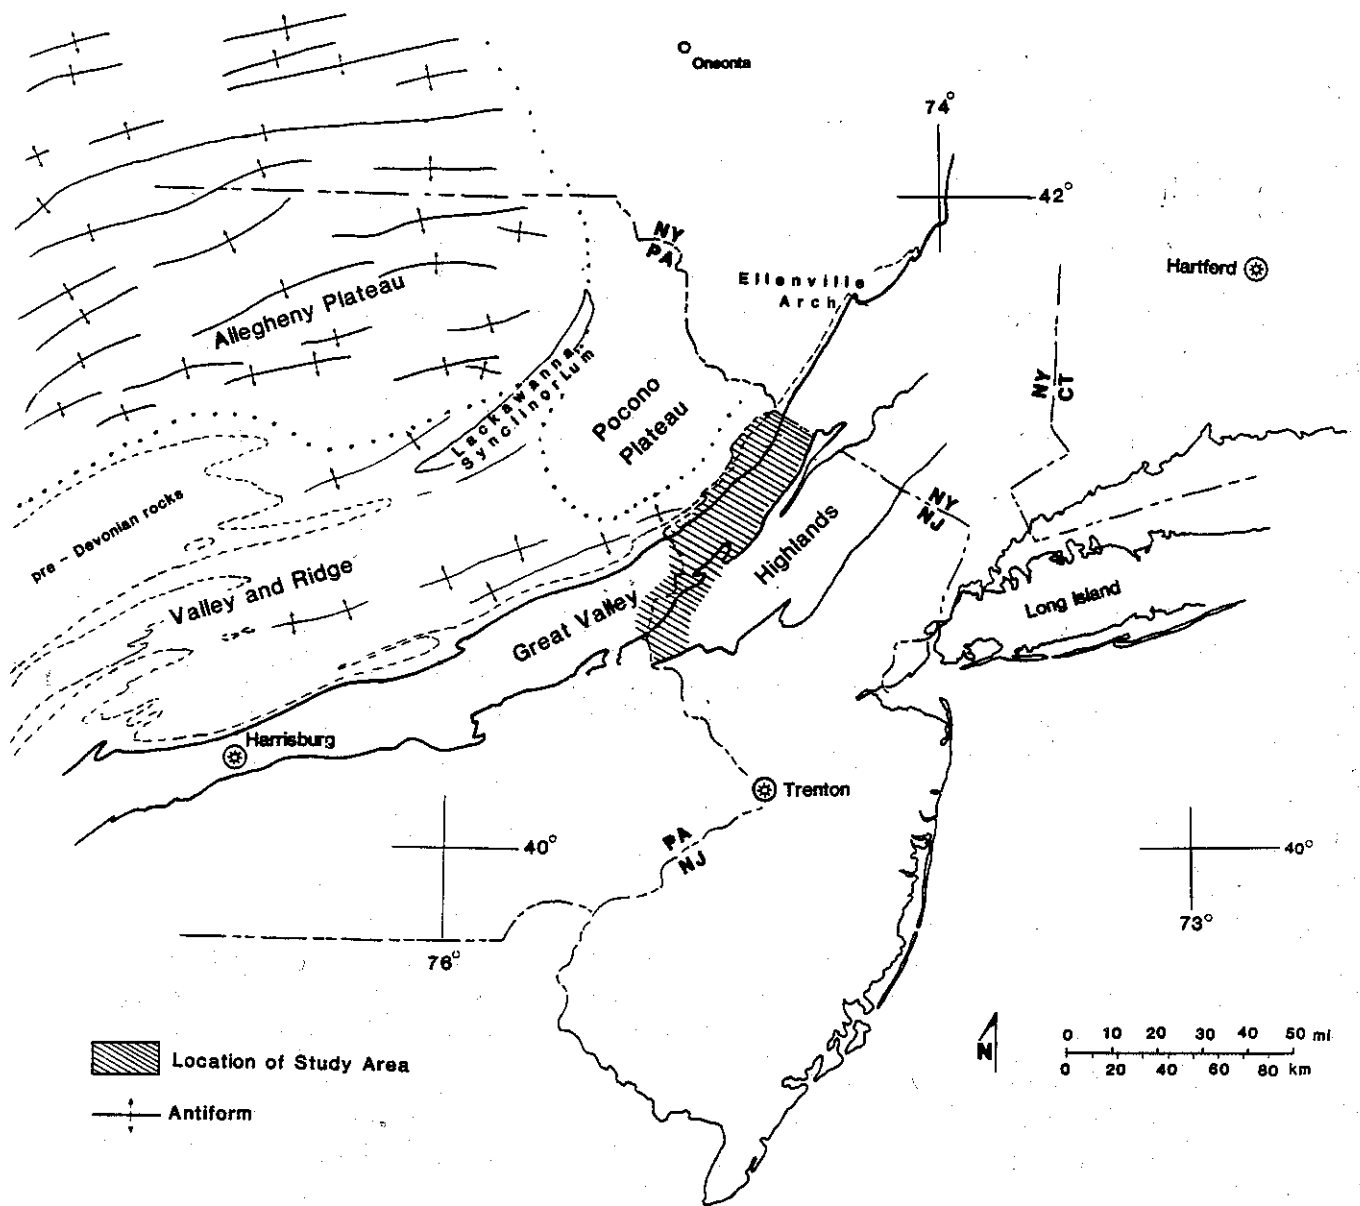 Oneonta
74°
42°
NY
PA
Ellenville
Arch
Hartford
Allegheny Plateau
Lackawanna
Synclinorium
Pocono
Plateau
NY
CT
pre-Devonian rocks
NY
NJ
Highlands
Valley and Ridge
Great Valley
Long Island
Harrisburg
Trenton
PA
NJ
40°
40°
76°
73°
Location of Study Area
Antiform
N
0 10 20 30 40 50 mi
0 20 40 60 80 km